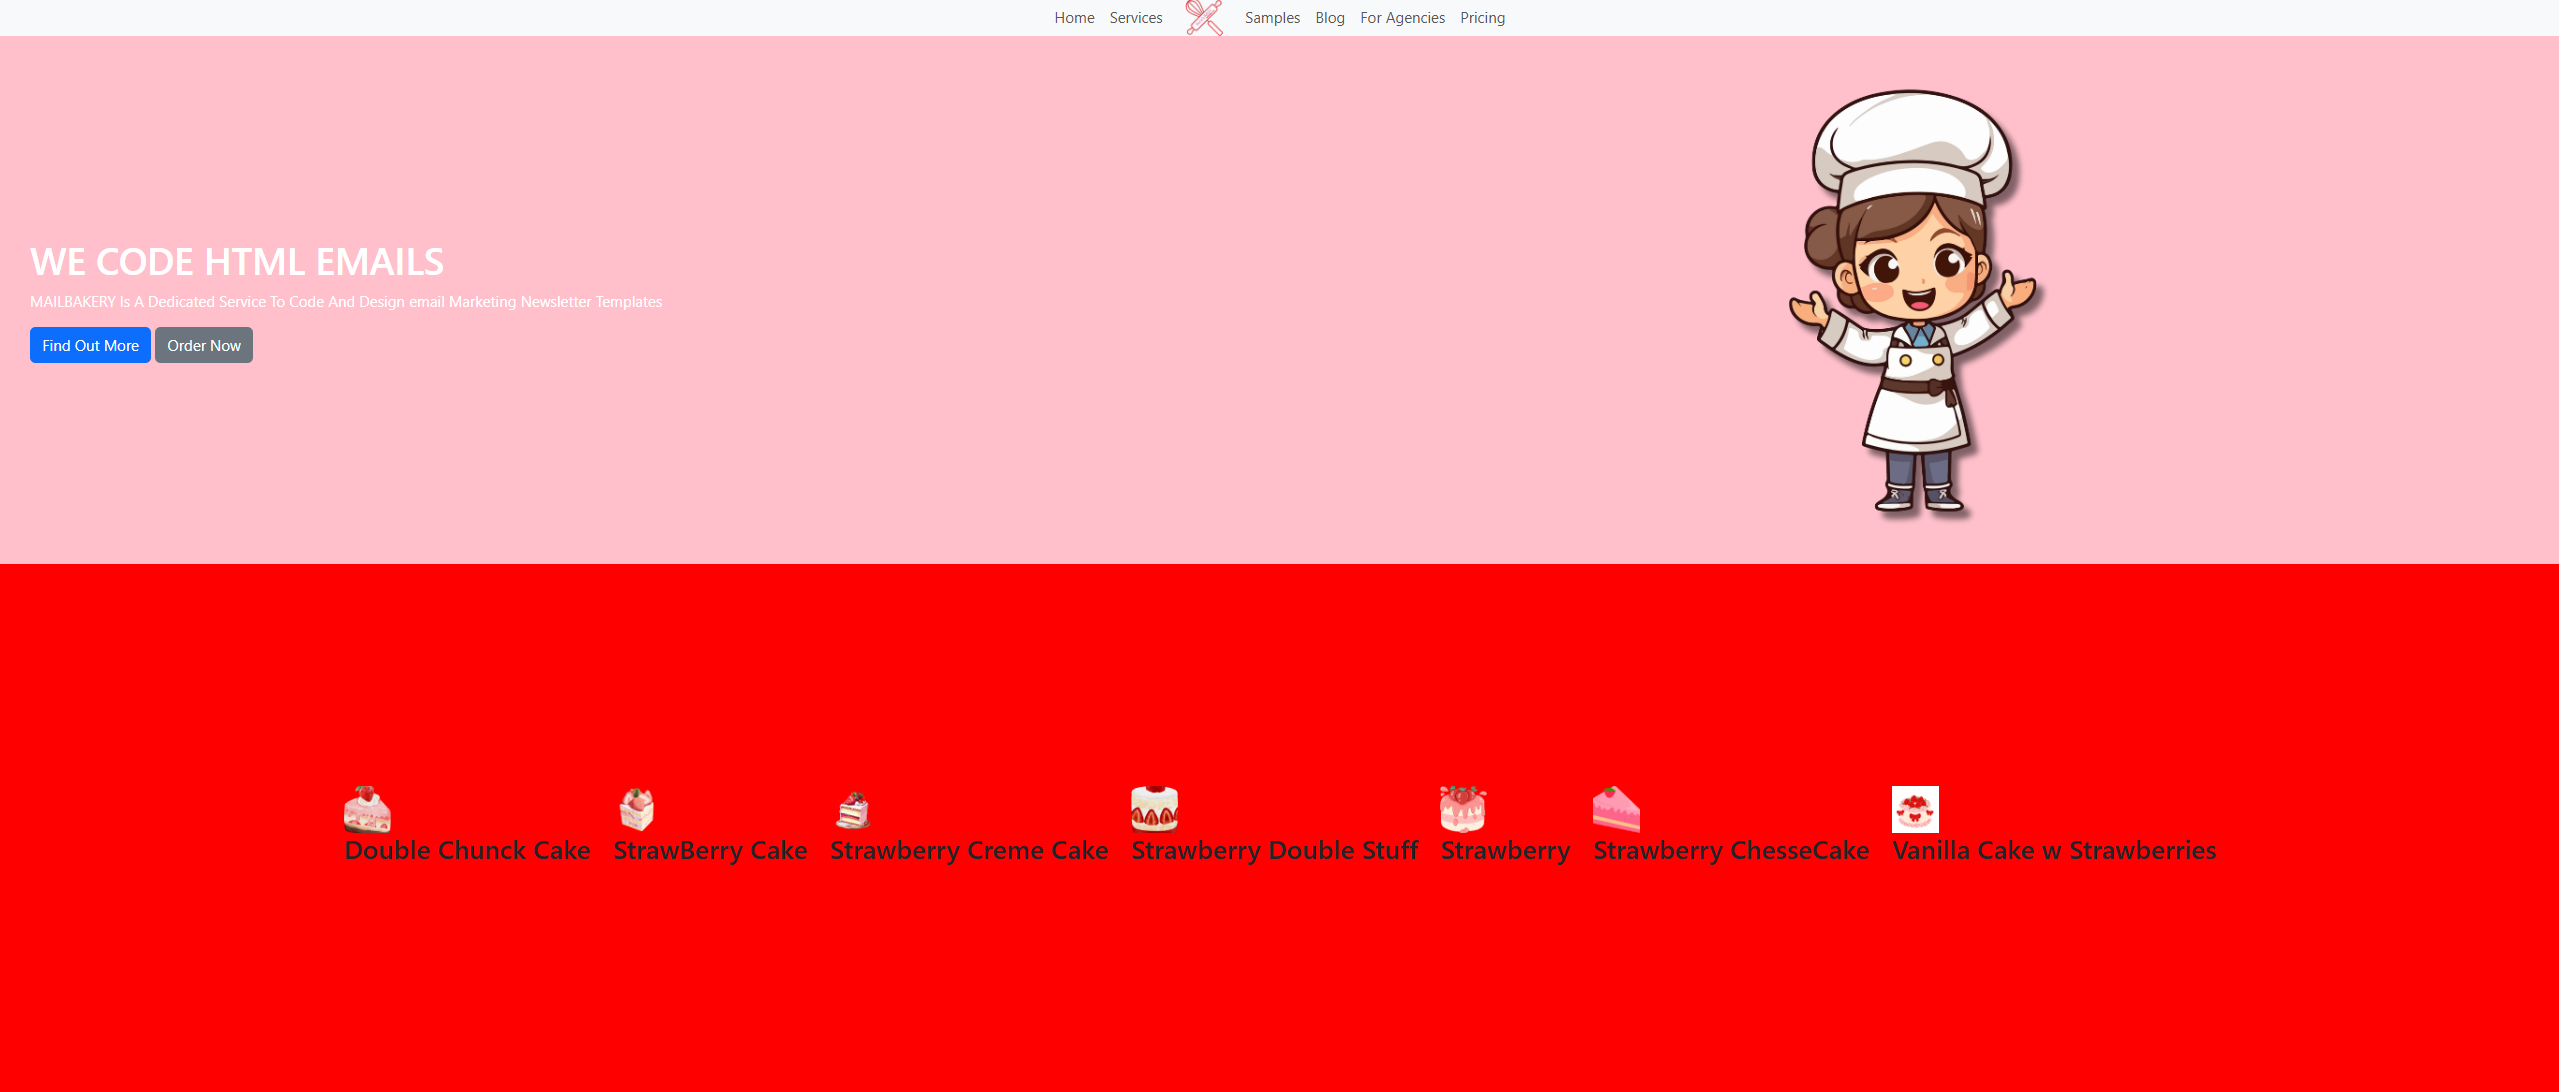 Home Services Samples Blog For Agencies Pricing
WE CODE HTML EMAILS
MAILBAKERY Is A Dedicated Service To Code And Design email Marketing Newsletter Templates
Find Out More Order Now
Double Chunck Cake StrawBerry Cake Strawberry Creme Cake Strawberry Double Stuff Strawberry Strawberry ChesseCake Vanilla Cake w Strawberries